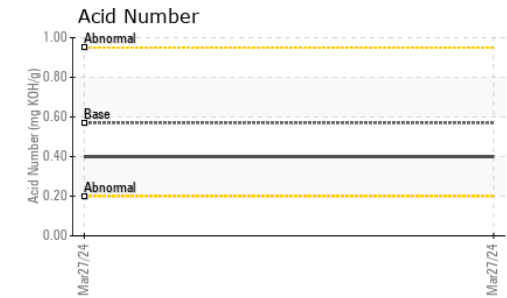 Acid Number
Acid Number (mg KOH/g)
1.00
0.80
0.60
0.40
0.20
0.00
Abnormal
Base
Abnormal
Mar27/24
Mar27/24